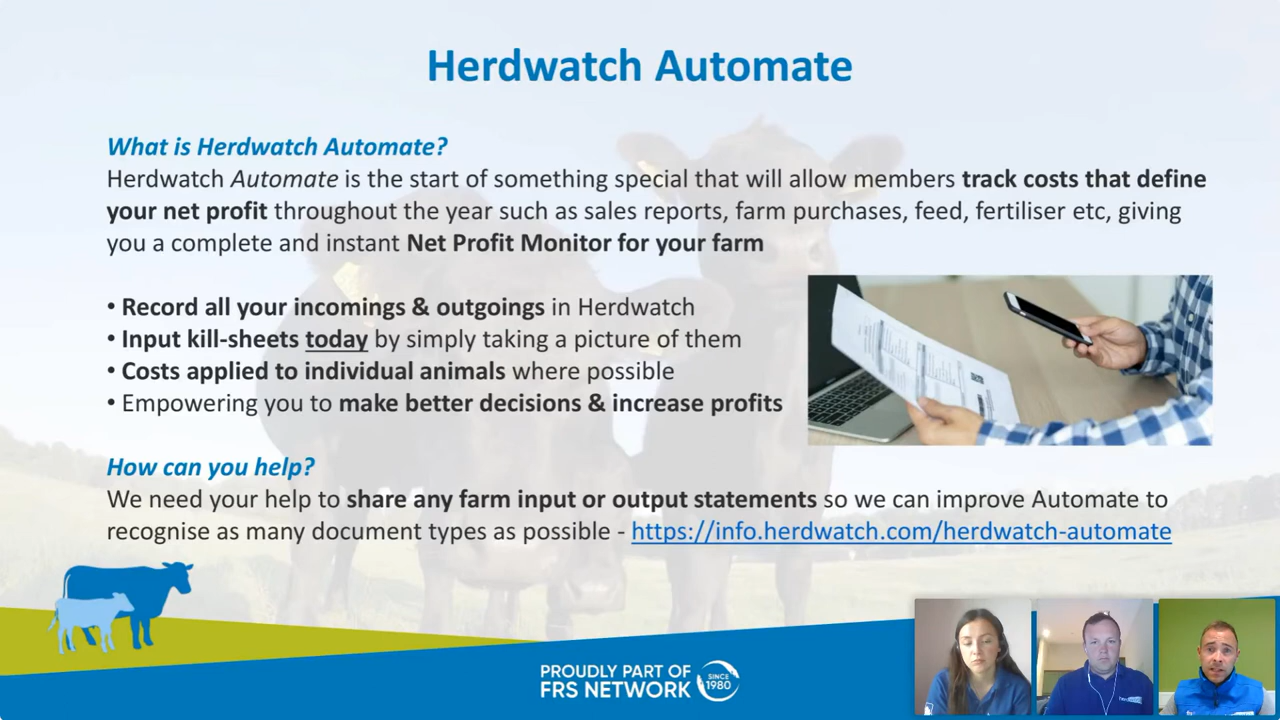 Herdwatch Automate
What is Herdwatch Automate?
Herdwatch Automate is the start of something special that will allow members track costs that define
your net profit throughout the year such as sales reports, farm purchases, feed, fertiliser etc, giving
you a complete and instant Net Profit Monitor for your farm
• Record all your incomings & outgoings in Herdwatch
• Input kill-sheets today by simply taking a picture of them
• Costs applied to individual animals where possible
• Empowering you to make better decisions & increase profits
How can you help?
We need your help to share any farm input or output statements so we can improve Automate to
recognise as many document types as possible - https://info.herdwatch.com/herdwatch-automate
PROUDLY PART OF
FRS NETWORK
SINCE
1980